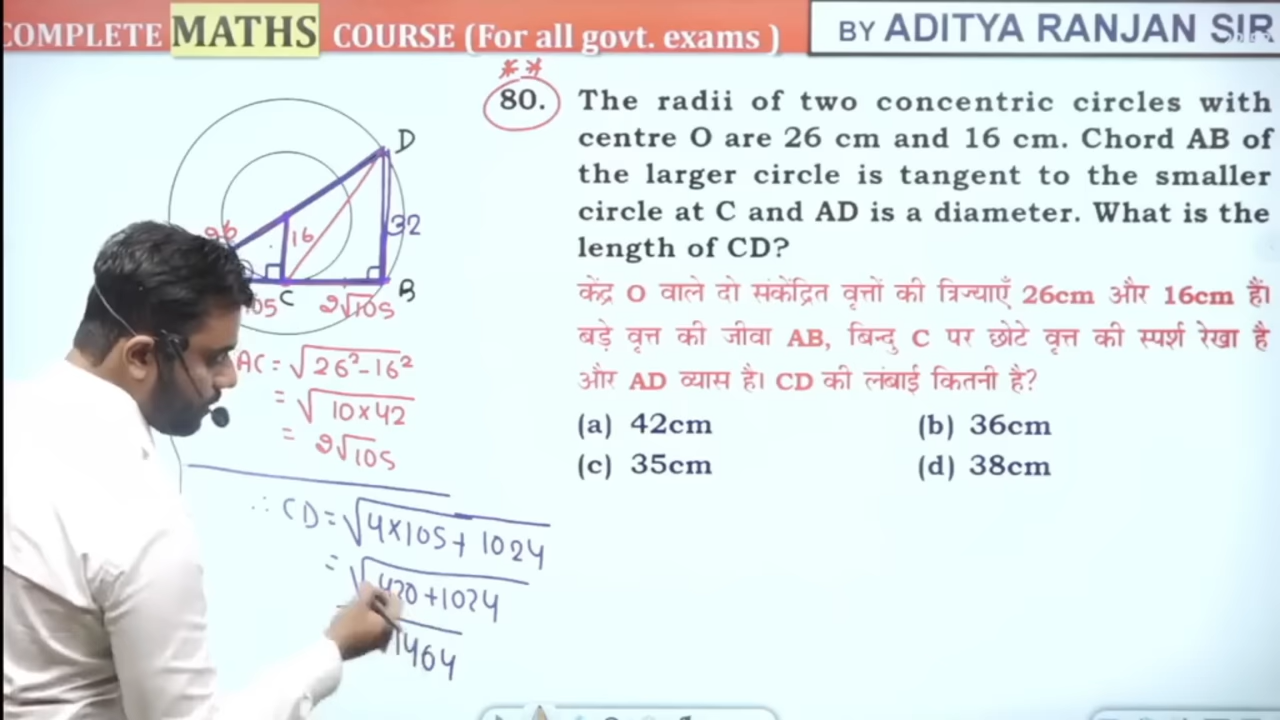 COMPLETE MATHS COURSE (For all govt. exams )
BY ADITYA RANJAN SIR
80. The radii of two concentric circles with
centre O are 26 cm and 16 cm. Chord AB of
the larger circle is tangent to the smaller
circle at C and AD is a diameter. What is the
length of CD?
केंद्र O वाले दो संकेंद्रित वृत्तों की त्रिज्याएँ 26cm और 16cm हैं।
बड़े वृत्त की जीवा AB, बिन्दु C पर छोटे वृत्त की स्पर्श रेखा है
और AD व्यास है। CD की लंबाई कितनी है?
(a) 42cm (b) 36cm
(c) 35cm (d) 38cm
D
26
16
32
C
B
2√105
AC = √26²-16²
= √10×42
= 2√105
∴ CD = √4×105+1024
= √420+1024
1464